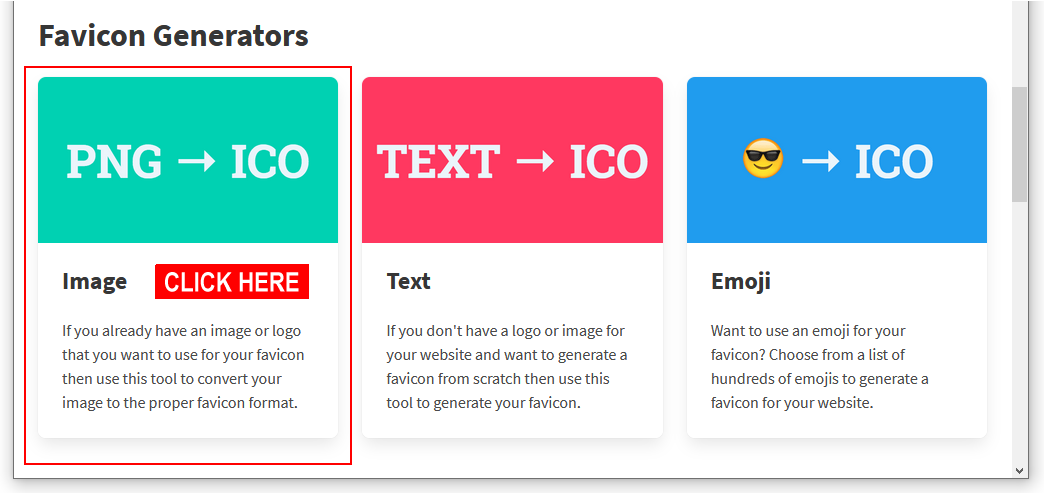 Favicon Generators
PNG → ICO
Image
CLICK HERE
If you already have an image or logo
that you want to use for your favicon
then use this tool to convert your
image to the proper favicon format.
TEXT → ICO
Text
If you don't have a logo or image for
your website and want to generate a
favicon from scratch then use this
tool to generate your favicon.
😎 → ICO
Emoji
Want to use an emoji for your
favicon? Choose from a list of
hundreds of emojis to generate a
favicon for your website.